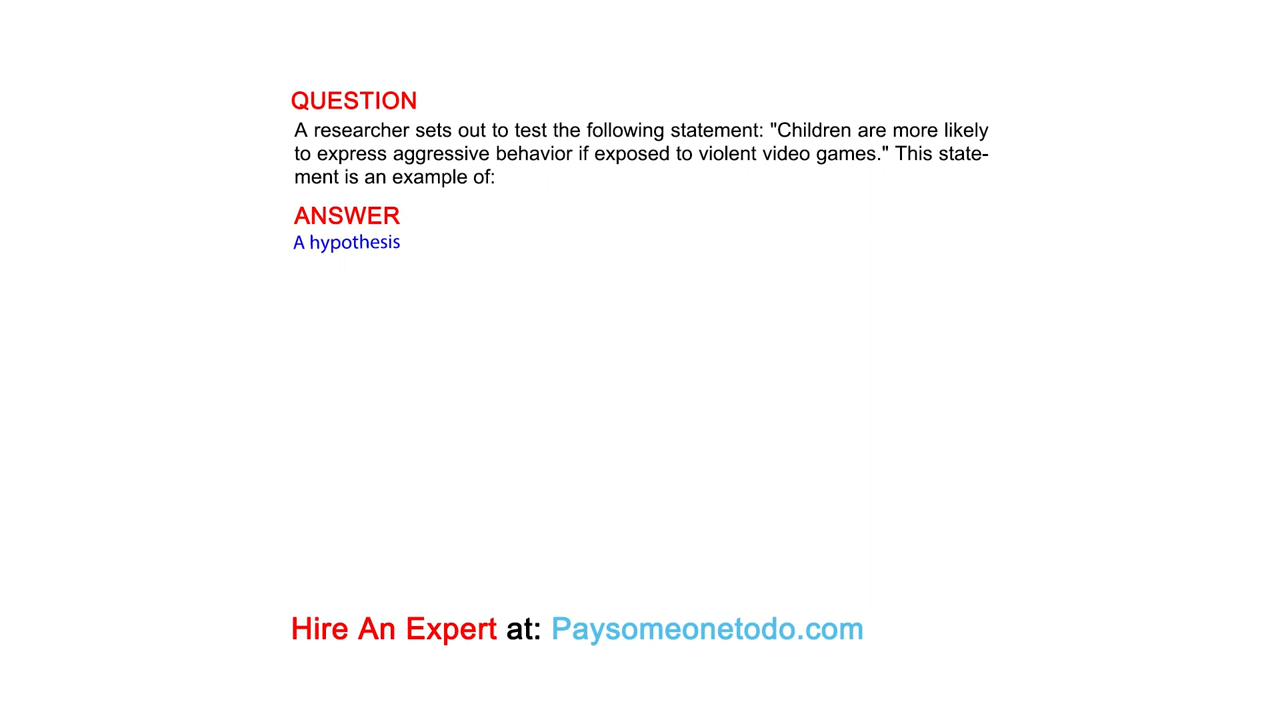 QUESTION
A researcher sets out to test the following statement: "Children are more likely
to express aggressive behavior if exposed to violent video games." This state-
ment is an example of:
ANSWER
A hypothesis
Hire An Expert at: Paysomeonetodo.com